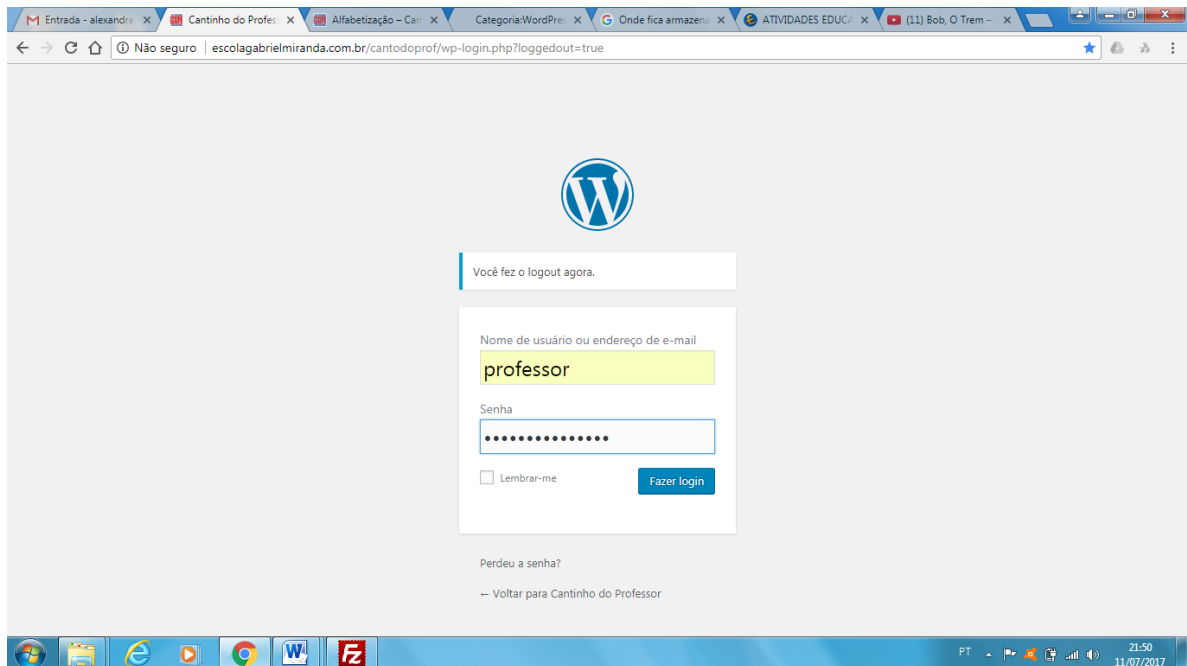 Entrada - alexandre
Cantinho do Profes
Alfabetização – Can
Categoria:WordPres
Onde fica armazena
ATIVIDADES EDUCA
(11) Bob, O Trem –
Não seguro
escolagabrielmiranda.com.br/cantodoprof/wp-login.php?loggedout=true
Você fez o logout agora.
Nome de usuário ou endereço de e-mail
professor
Senha
•••••••••••••••
Lembrar-me
Fazer login
Perdeu a senha?
← Voltar para Cantinho do Professor
PT
21:50
11/07/2017